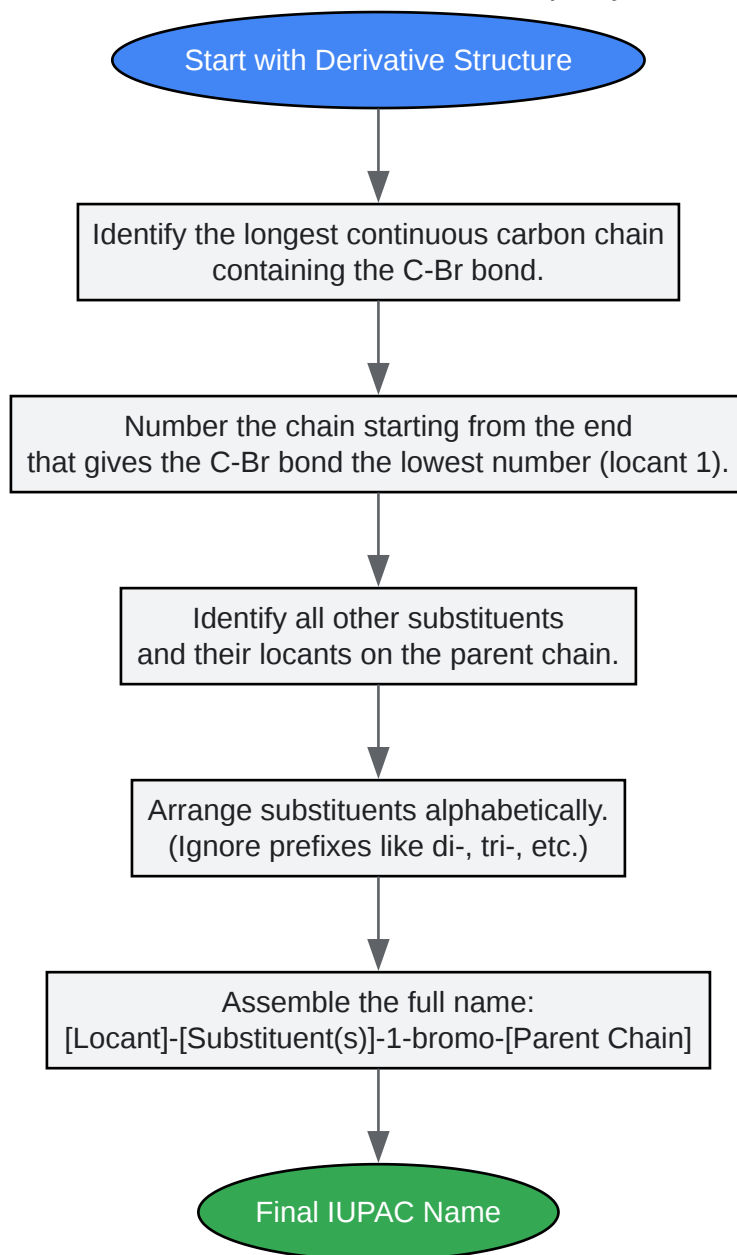 Start with Derivative Structure
Identify the longest continuous carbon chain
containing the C-Br bond.
Number the chain starting from the end
that gives the C-Br bond the lowest number (locant 1).
Identify all other substituents
and their locants on the parent chain.
Arrange substituents alphabetically.
(Ignore prefixes like di-, tri-, etc.)
Assemble the full name:
[Locant]-[Substituent(s)]-1-bromo-[Parent Chain]
Final IUPAC Name